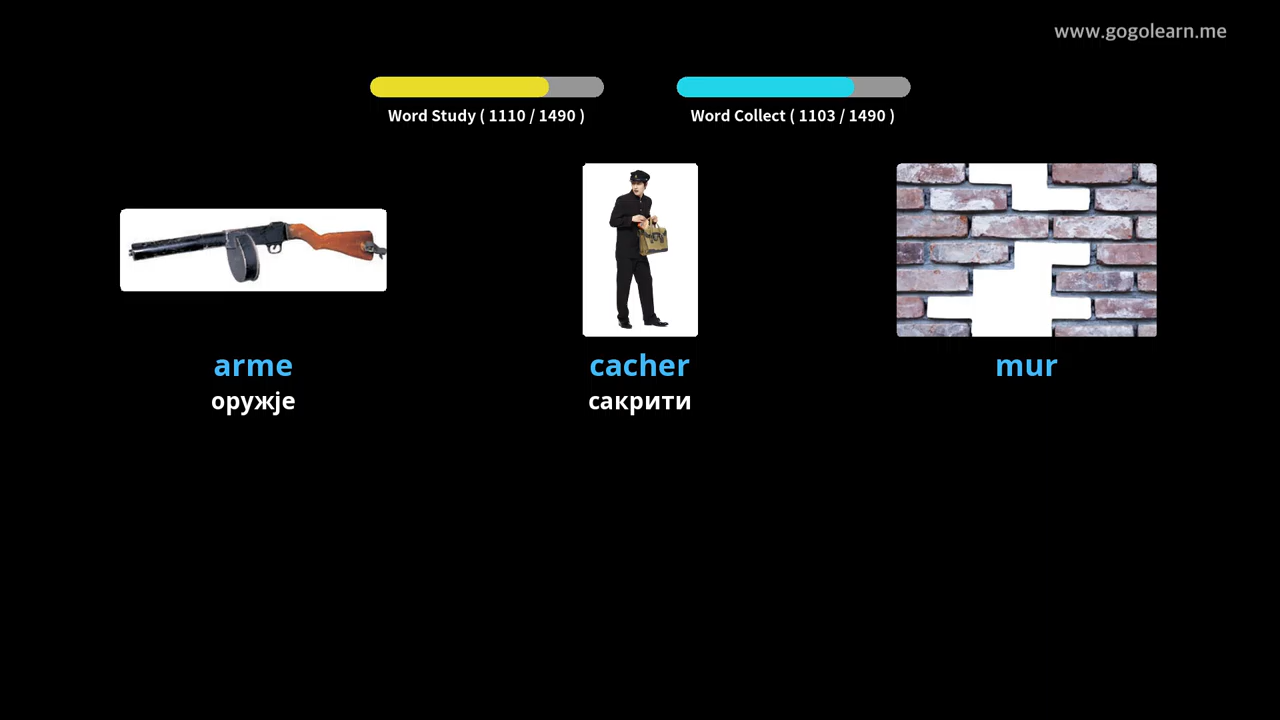 www.gogolearn.me
Word Study ( 1110 / 1490 )
Word Collect ( 1103 / 1490 )
arme
cacher
mur
оружје
сакрити